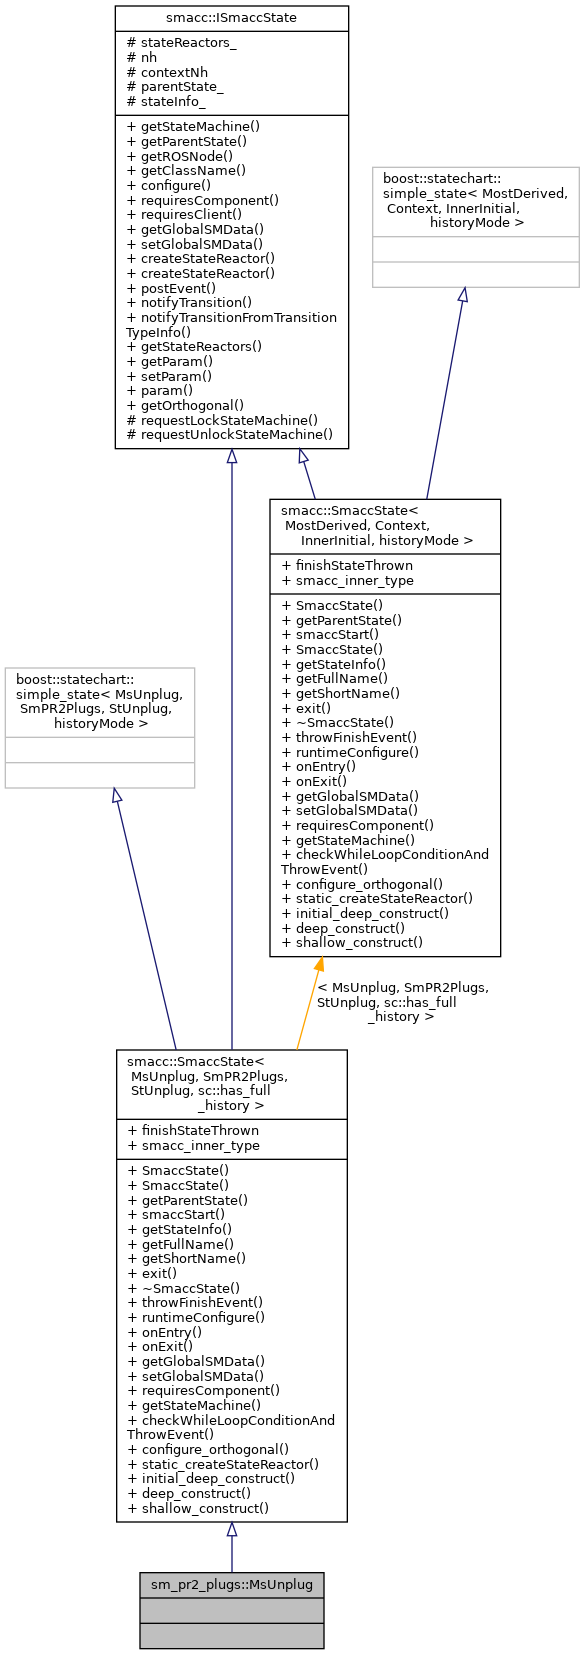 smacc::ISmaccState
# stateReactors_
# nh
# contextNh
# parentState_
# stateInfo_
+ getStateMachine()
+ getParentState()
+ getROSNode()
+ getClassName()
+ configure()
+ requiresComponent()
+ requiresClient()
+ getGlobalSMData()
+ setGlobalSMData()
+ createStateReactor()
+ createStateReactor()
+ postEvent()
+ notifyTransition()
+ notifyTransitionFromTransition
TypeInfo()
+ getStateReactors()
+ getParam()
+ setParam()
+ param()
+ getOrthogonal()
# requestLockStateMachine()
# requestUnlockStateMachine()
boost::statechart::
simple_state< MostDerived,
Context, InnerInitial,
historyMode >
smacc::SmaccState<
MostDerived, Context,
InnerInitial, historyMode >
+ finishStateThrown
+ smacc_inner_type
+ SmaccState()
+ getParentState()
+ smaccStart()
+ SmaccState()
+ getStateInfo()
+ getFullName()
+ getShortName()
+ exit()
+ ~SmaccState()
+ throwFinishEvent()
+ runtimeConfigure()
+ onEntry()
+ onExit()
+ getGlobalSMData()
+ setGlobalSMData()
+ requiresComponent()
+ getStateMachine()
+ checkWhileLoopConditionAnd
ThrowEvent()
+ configure_orthogonal()
+ static_createStateReactor()
+ initial_deep_construct()
+ deep_construct()
+ shallow_construct()
boost::statechart::
simple_state< MsUnplug,
SmPR2Plugs, StUnplug,
historyMode >
< MsUnplug, SmPR2Plugs,
StUnplug, sc::has_full
_history >
smacc::SmaccState<
MsUnplug, SmPR2Plugs,
StUnplug, sc::has_full
_history >
+ finishStateThrown
+ smacc_inner_type
+ SmaccState()
+ SmaccState()
+ getParentState()
+ smaccStart()
+ getStateInfo()
+ getFullName()
+ getShortName()
+ exit()
+ ~SmaccState()
+ throwFinishEvent()
+ runtimeConfigure()
+ onEntry()
+ onExit()
+ getGlobalSMData()
+ setGlobalSMData()
+ requiresComponent()
+ getStateMachine()
+ checkWhileLoopConditionAnd
ThrowEvent()
+ configure_orthogonal()
+ static_createStateReactor()
+ initial_deep_construct()
+ deep_construct()
+ shallow_construct()
sm_pr2_plugs::MsUnplug